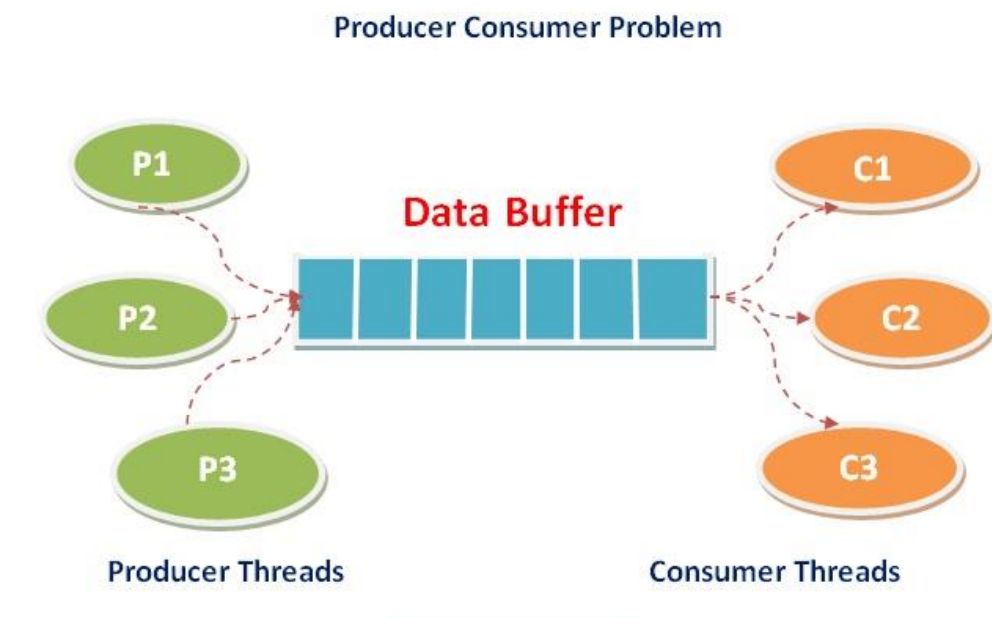 Producer Consumer Problem
P1
C1
Data Buffer
P2
C2
P3
C3
Producer Threads
Consumer Threads